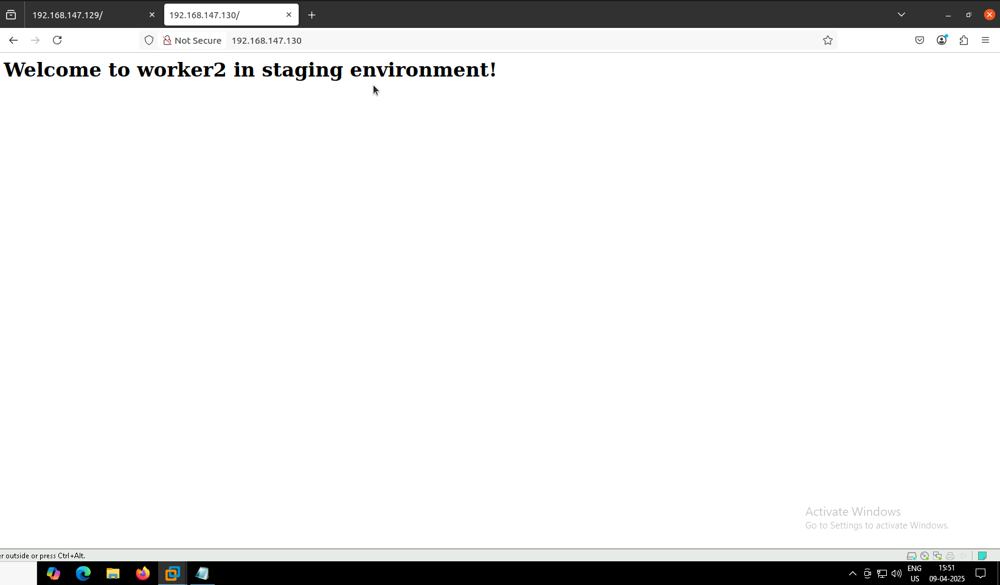 192.168.147.129/
192.168.147.130/
Not Secure
192.168.147.130
Welcome to worker2 in staging environment!
Activate Windows
Go to Settings to activate Windows.
er outside or press Ctrl+Alt.
ENG
US
15:51
09-04-2025